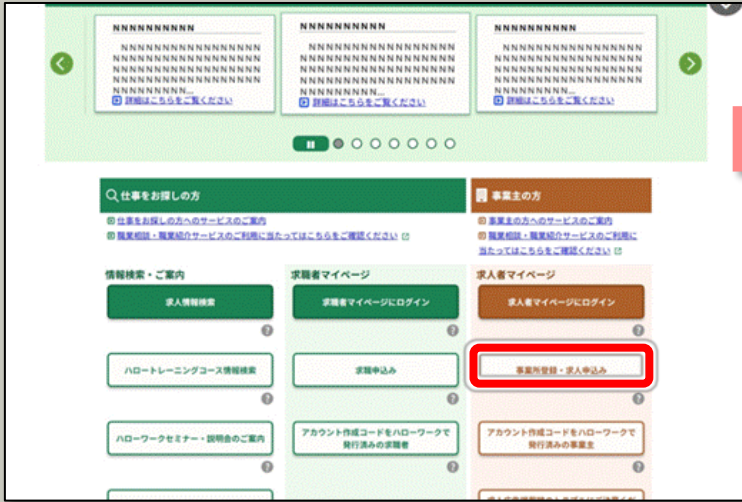 NNNNNNNNNN
NNNNNNNNNNNNNNNNN
NNNNNNNNNNNNNNNNNN
NNNNNNNNNNNNNNNNNN
NNNNNNNNNNNNNNNNNN
NNNNNNNNN...
詳細はこちらをご覧ください
NNNNNNNNNN
NNNNNNNNNNNNNNNNN
NNNNNNNNNNNNNNNNNN
NNNNNNNNNNNNNNNNNN
NNNNNNNNNNNNNNNNNN
NNNNNNNNN...
詳細はこちらをご覧ください
NNNNNNNNNN
NNNNNNNNNNNNNNNNN
NNNNNNNNNNNNNNNNNN
NNNNNNNNNNNNNNNNNN
NNNNNNNNNNNNNNNNNN
NNNNNNNNN...
詳細はこちらをご覧ください
仕事をお探しの方
仕事をお探しの方へのサービスのご案内
職業相談・職業紹介サービスのご利用に当たってはこちらをご確認ください
事業主の方
事業主の方へのサービスのご案内
職業相談・職業紹介サービスのご利用に
当たってはこちらをご確認ください
情報検索・ご案内
求人情報検索
?
ハロートレーニングコース情報検索
?
ハローワークセミナー・説明会のご案内
?
求職者マイページ
求職者マイページにログイン
?
求職申込み
?
アカウント作成コードをハローワークで
発行済みの求職者
?
求人者マイページ
求人者マイページにログイン
?
事業所登録・求人申込み
?
アカウント作成コードをハローワークで
発行済みの事業主
?